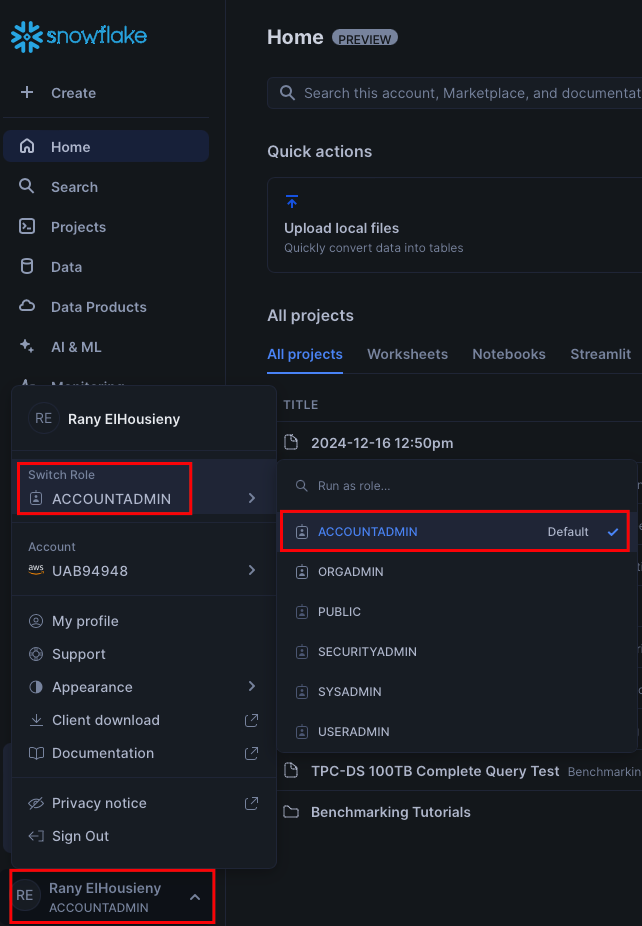 snowflake
Home PREVIEW
Create
Search this account, Marketplace, and documentat
Home
Quick actions
Search
Projects
Upload local files
Quickly convert data into tables
Data
Data Products
All projects
AI & ML
All projects Worksheets Notebooks Streamlit
Monitoring
TITLE
RE Rany ElHousieny
2024-12-16 12:50pm
Switch Role
ACCOUNTADMIN
Run as role...
ACCOUNTADMIN Default
Account
aws UAB94948
ORGADMIN
PUBLIC
My profile
Support
SECURITYADMIN
Appearance
SYSADMIN
Client download
USERADMIN
Documentation
TPC-DS 100TB Complete Query Test Benchmarkin
Privacy notice
Benchmarking Tutorials
Sign Out
RE Rany ElHousieny
ACCOUNTADMIN